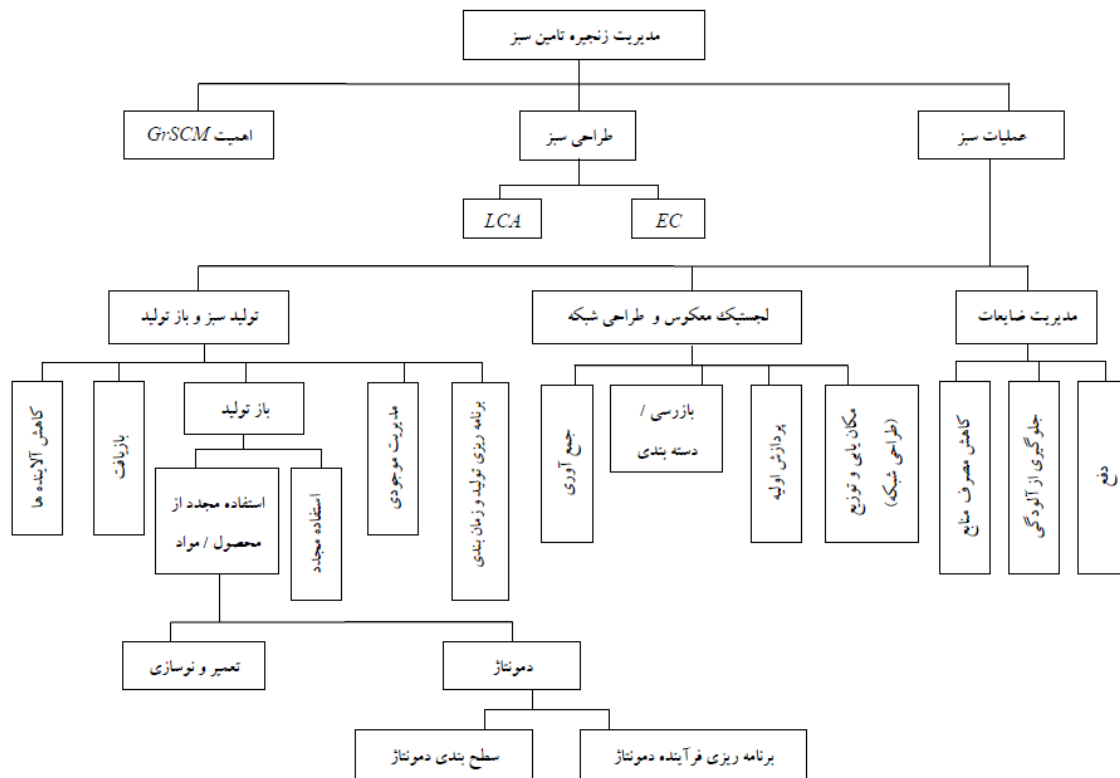 مدیریت زنجیره تامین سبز
عملیات سبز
طراحی سبز
اهمیت GrSCM
EC
LCA
مدیریت ضایعات
لجستیک معکوس و طراحی شبکه
تولید سبز و باز تولید
دفع
جلوگیری از آلودگی
کاهش مصرف منابع
مکان یابی و توزیع
(طراحی شبکه)
پردازش اولیه
بازرسی /
دسته بندی
جمع آوری
برنامه ریزی تولید و زمان بندی
مدیریت موجودی
باز تولید
بازیافت
کاهش آلاینده ها
استفاده مجدد
استفاده مجدد از
محصول / مواد
دمونتاژ
تعمیر و نوسازی
برنامه ریزی فرآینده دمونتاژ
سطح بندی دمونتاژ